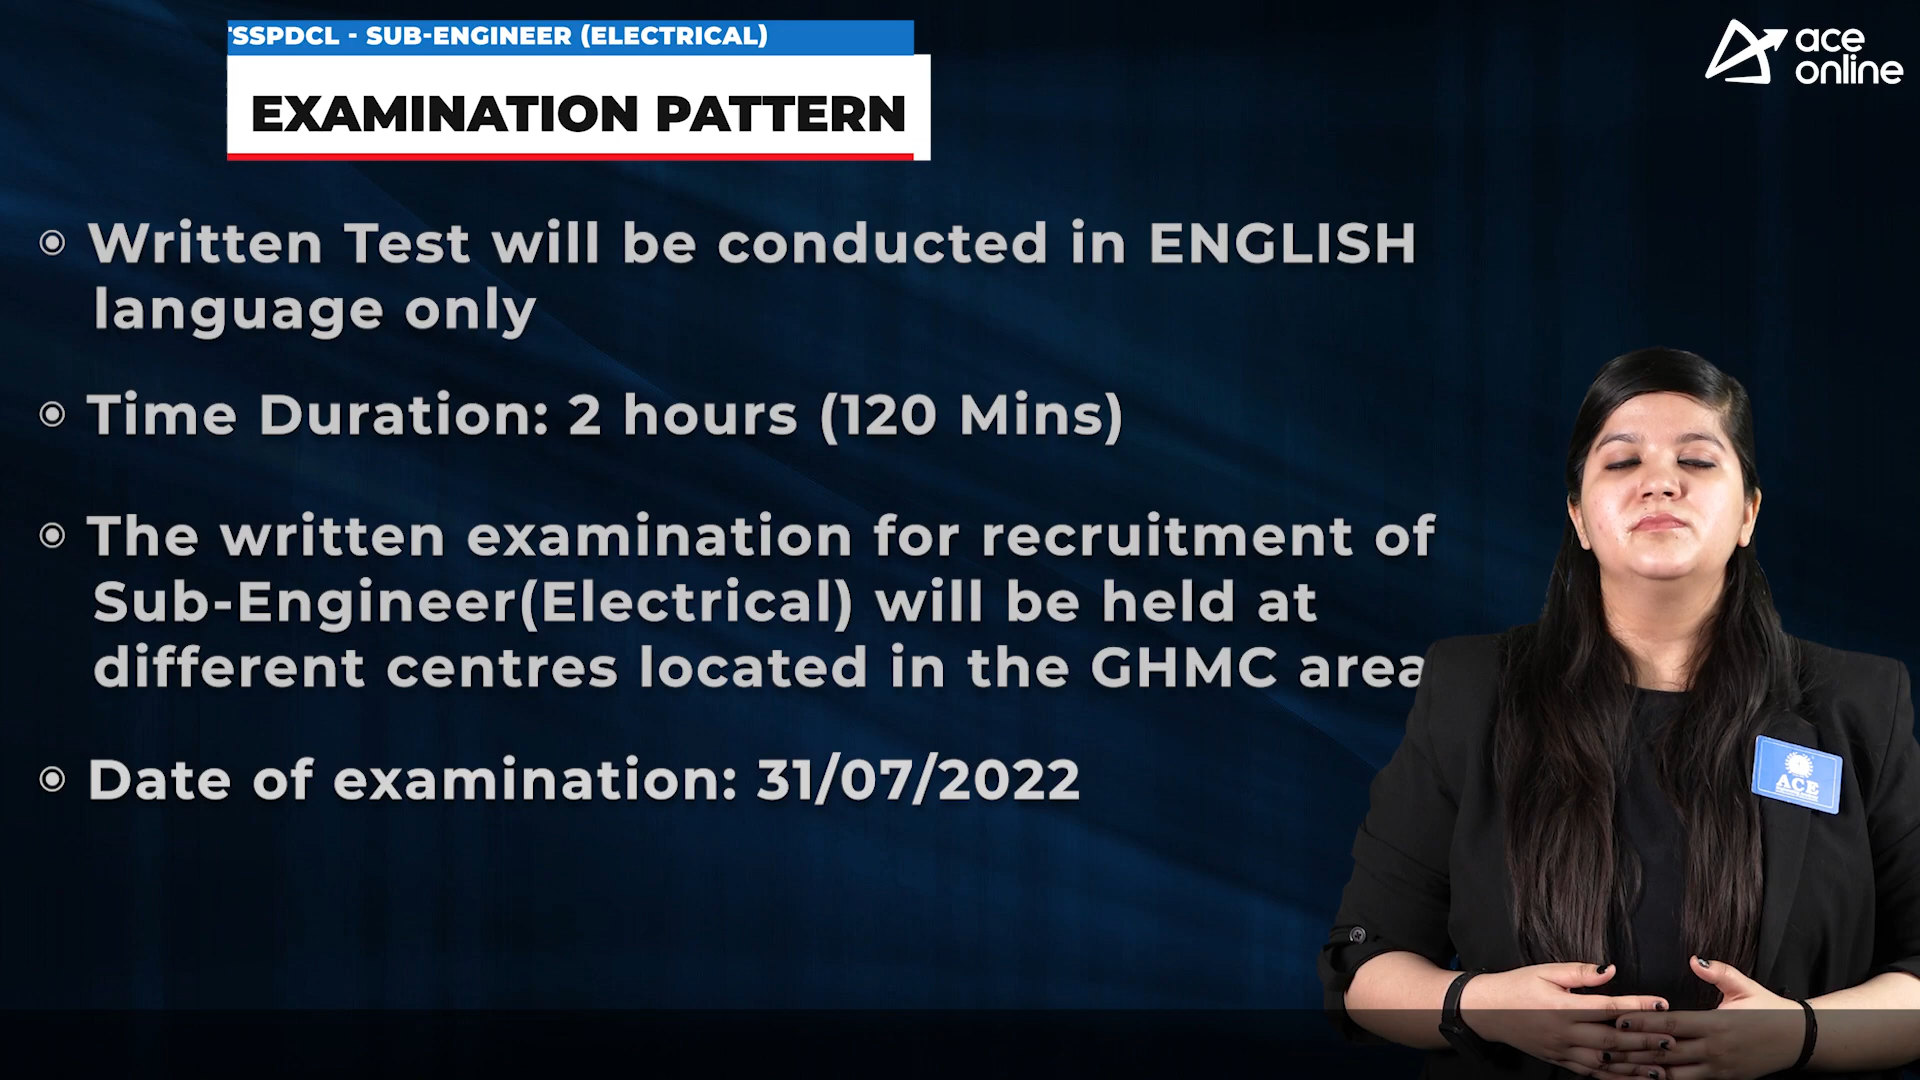 TSSPDCL - SUB-ENGINEER (ELECTRICAL)
EXAMINATION PATTERN
ace
online
Written Test will be conducted in ENGLISH
language only
Time Duration: 2 hours (120 Mins)
The written examination for recruitment of
Sub-Engineer(Electrical) will be held at
different centres located in the GHMC area
Date of examination: 31/07/2022
ACE